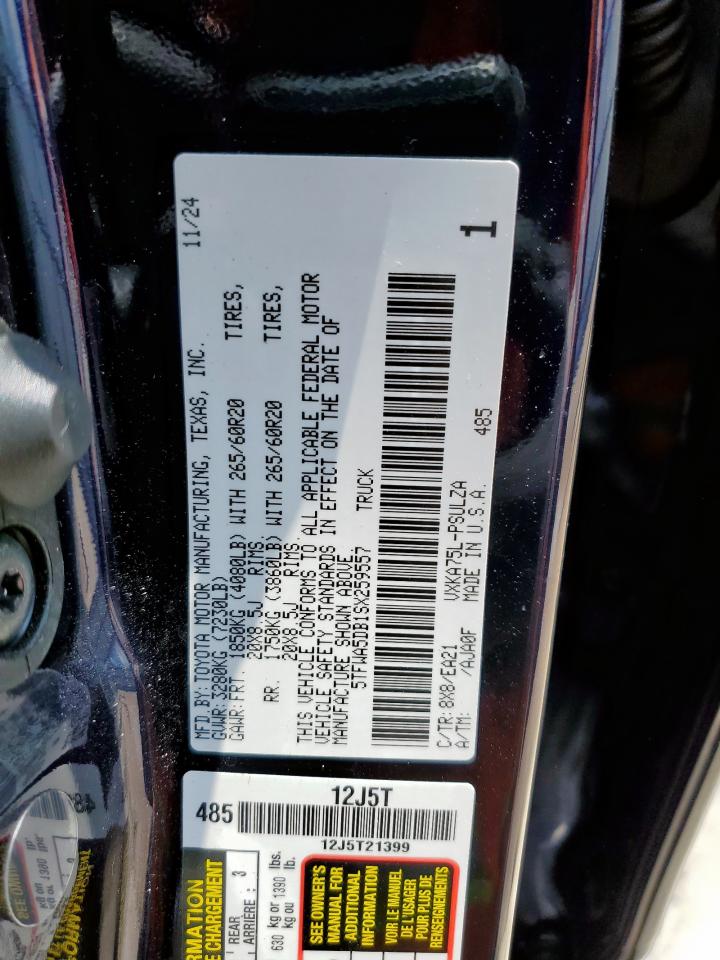 MFD.BY:TOYOTA MOTOR MANUFACTURING, TEXAS, INC. 11/24
GVWR:3280KG (7230LB)
GAWR:FRT. 1850KG (4080LB) WITH 265/60R20 TIRES,
20X8.5J RIMS.
RR. 1750KG (3860LB) WITH 265/60R20 TIRES,
20X8.5J RIMS.
THIS VEHICLE CONFORMS TO ALL APPLICABLE FEDERAL MOTOR
VEHICLE SAFETY STANDARDS IN EFFECT ON THE DATE OF
MANUFACTURE SHOWN ABOVE.
5TFWA5DB1SX259557 TRUCK
C/TR:8X8/EA21 VXKA75L-PSULZA
A/TM: /AJA0F MADE IN U.S.A. 485
1
485
12J5T
12J5T21399
REAR
ARRIÈRE : 3
630 kg or 1390 lbs.
kg ou lb.
SEE OWNER'S
MANUAL FOR
ADDITIONAL
INFORMATION
VOIR LE MANUEL
DE L'USAGER
POUR PLUS DE
RENSEIGNEMENTS